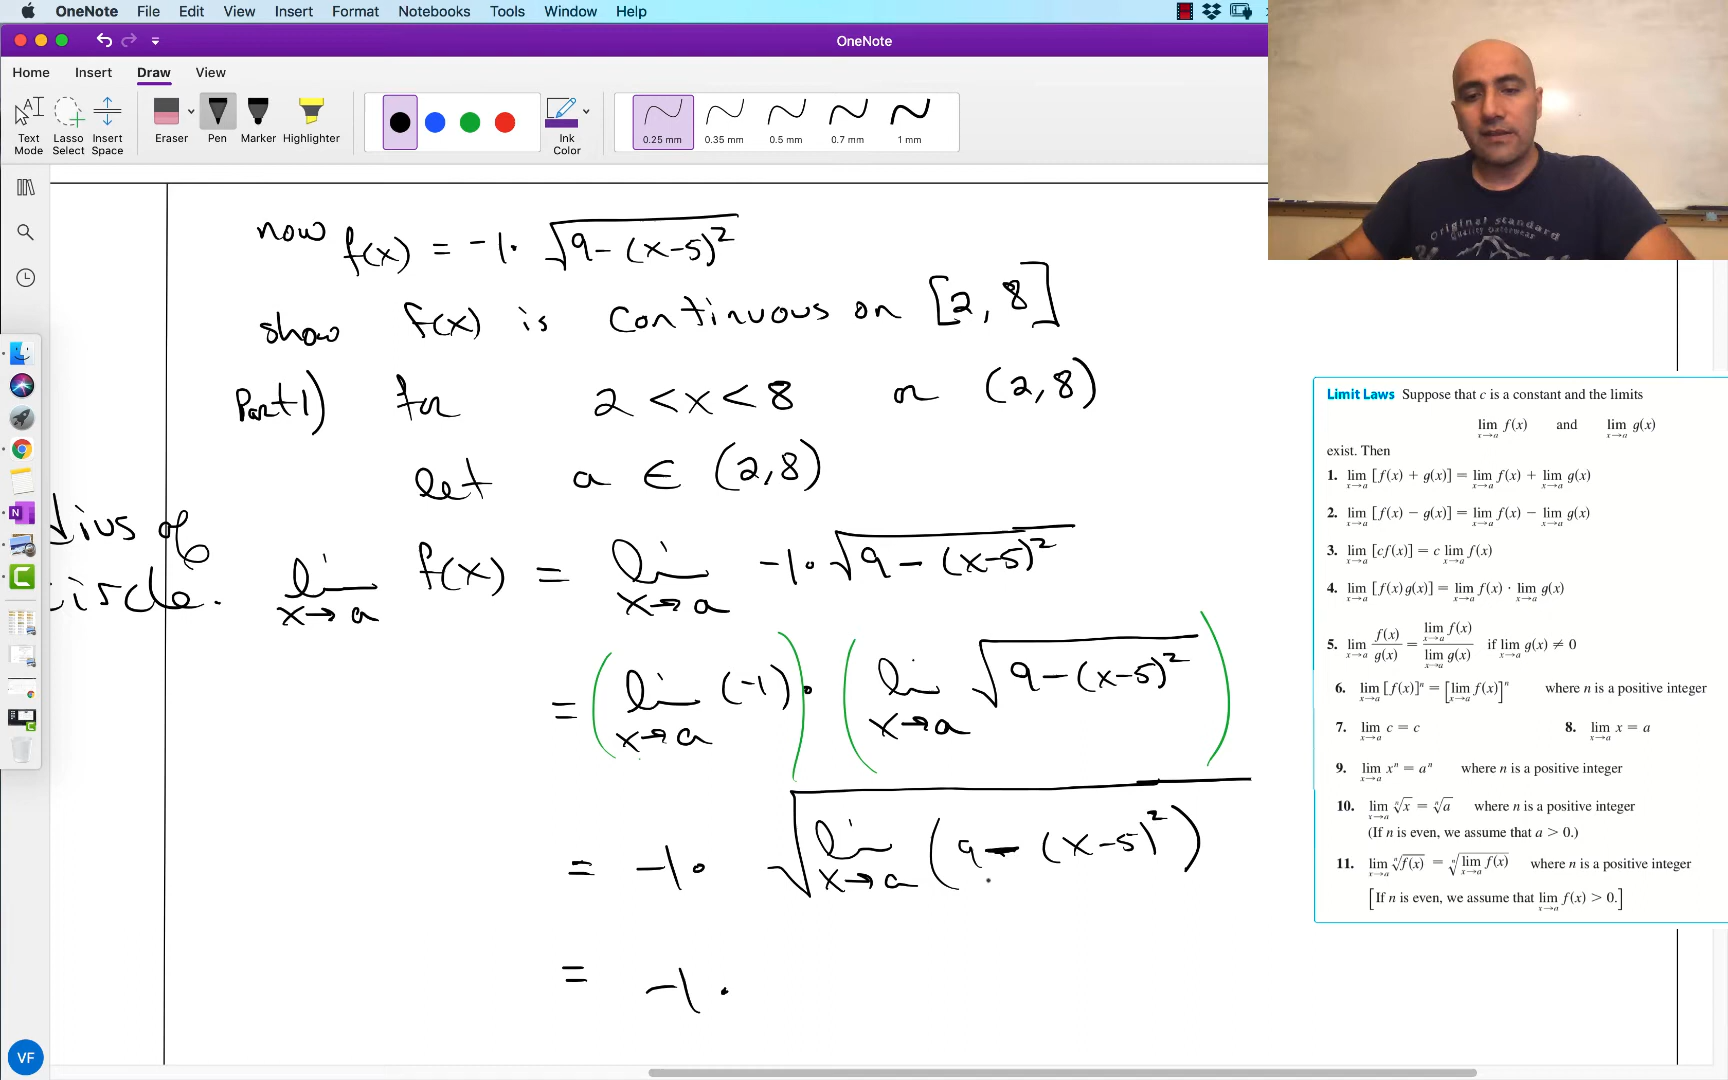 OneNote File Edit View Insert Format Notebooks Tools Window Help
OneNote
Home Insert Draw View
Text Mode Lasso Select Insert Space Eraser Pen Marker Highlighter Ink Color 0.25 mm 0.35 mm 0.5 mm 0.7 mm 1 mm
now f(x) = -1· √(9-(x-5)²)
show f(x) is continuous on [2, 8]
Part 1) for 2 < x < 8 or (2,8)
let a ∈ (2,8)
dius of
circle.
lim x→a f(x) = lim x→a -1· √(9-(x-5)²)
= (lim x→a (-1)) · (lim x→a √(9-(x-5)²))
= -1· √(lim x→a (9-(x-5)²))
= -1 ·
Original standard
Quality Outerwear
Limit Laws Suppose that c is a constant and the limits
lim x→a f(x) and lim x→a g(x)
exist. Then
1. lim x→a [f(x) + g(x)] = lim x→a f(x) + lim x→a g(x)
2. lim x→a [f(x) − g(x)] = lim x→a f(x) − lim x→a g(x)
3. lim x→a [cf(x)] = c lim x→a f(x)
4. lim x→a [f(x)g(x)] = lim x→a f(x) · lim x→a g(x)
5. lim x→a f(x)/g(x) = lim x→a f(x) / lim x→a g(x) if lim x→a g(x) ≠ 0
6. lim x→a [f(x)]ⁿ = [lim x→a f(x)]ⁿ where n is a positive integer
7. lim x→a c = c 8. lim x→a x = a
9. lim x→a xⁿ = aⁿ where n is a positive integer
10. lim x→a ⁿ√x = ⁿ√a where n is a positive integer
(If n is even, we assume that a > 0.)
11. lim x→a ⁿ√f(x) = ⁿ√(lim x→a f(x)) where n is a positive integer
[If n is even, we assume that lim x→a f(x) > 0.]
VF